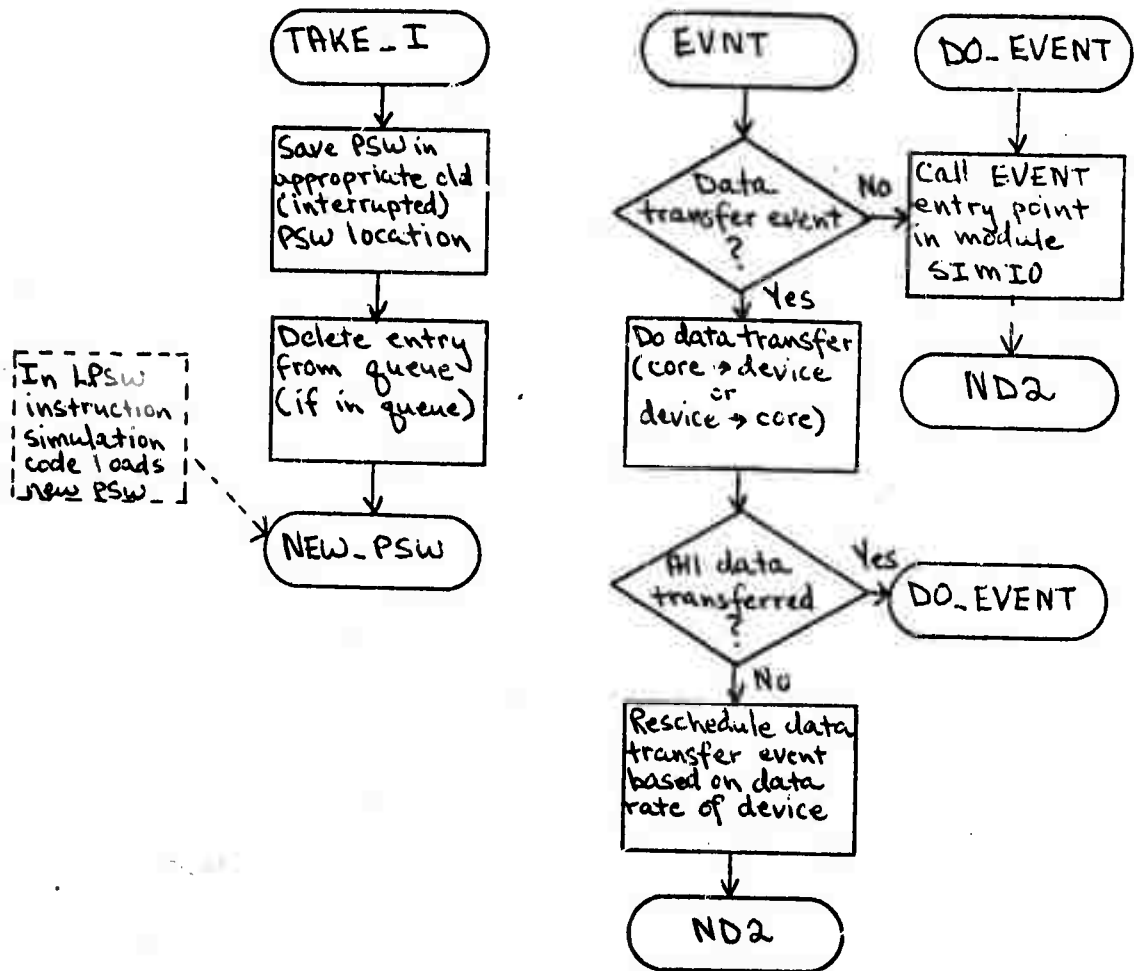 TAKE_I
Save PSW in
appropriate old
(interrupted)
PSW location
Delete entry
from queue
(if in queue)
In LPSW
instruction
simulation
code loads
new PSW
NEW_PSW
EVNT
Data
transfer event
?
No
Yes
Do data transfer
(core → device
or
device → core)
All data
transferred
?
Yes
DO_EVENT
No
Reschedule data
transfer event
based on data
rate of device
ND2
DO_EVENT
Call EVENT
entry point
in module
SIMIO
ND2